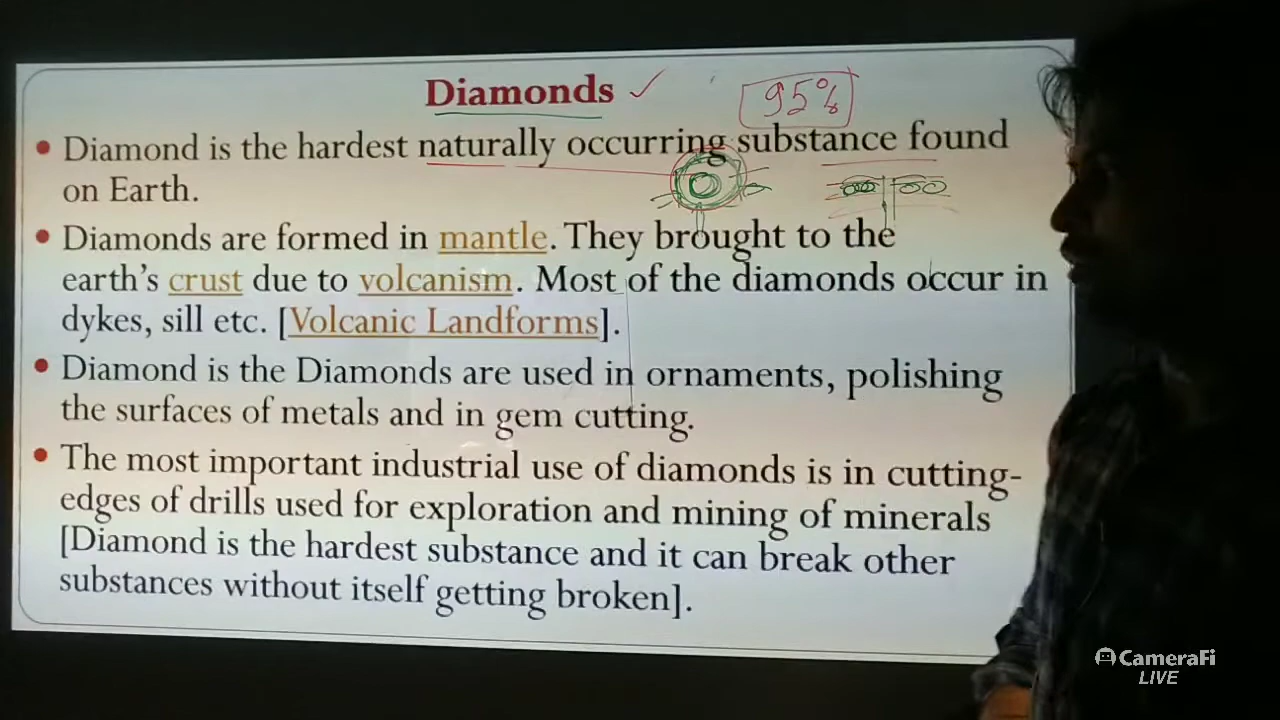 Diamonds
95%
• Diamond is the hardest naturally occurring substance found
on Earth.
• Diamonds are formed in mantle. They brought to the
earth's crust due to volcanism. Most of the diamonds occur in
dykes, sill etc. [Volcanic Landforms].
• Diamond is the Diamonds are used in ornaments, polishing
the surfaces of metals and in gem cutting.
• The most important industrial use of diamonds is in cutting-
edges of drills used for exploration and mining of minerals
[Diamond is the hardest substance and it can break other
substances without itself getting broken].
CameraFi
LIVE